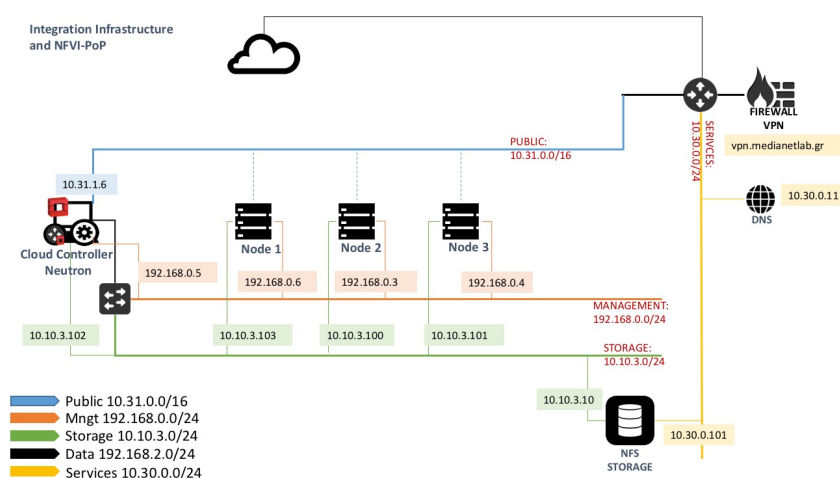 Integration Infrastructure
and NFVI-PoP
FIREWALL
VPN
vpn.medianetlab.gr
PUBLIC:
10.31.0.0/16
SERIVCES:
10.30.0.0/24
10.31.1.6
10.30.0.11
DNS
Cloud Controller
Neutron
Node 1
Node 2
Node 3
192.168.0.5
192.168.0.6
192.168.0.3
192.168.0.4
MANAGEMENT:
192.168.0.0/24
10.10.3.102
10.10.3.103
10.10.3.100
10.10.3.101
STORAGE:
10.10.3.0/24
10.10.3.10
10.30.0.101
NFS
STORAGE
Public 10.31.0.0/16
Mngt 192.168.0.0/24
Storage 10.10.3.0/24
Data 192.168.2.0/24
Services 10.30.0.0/24